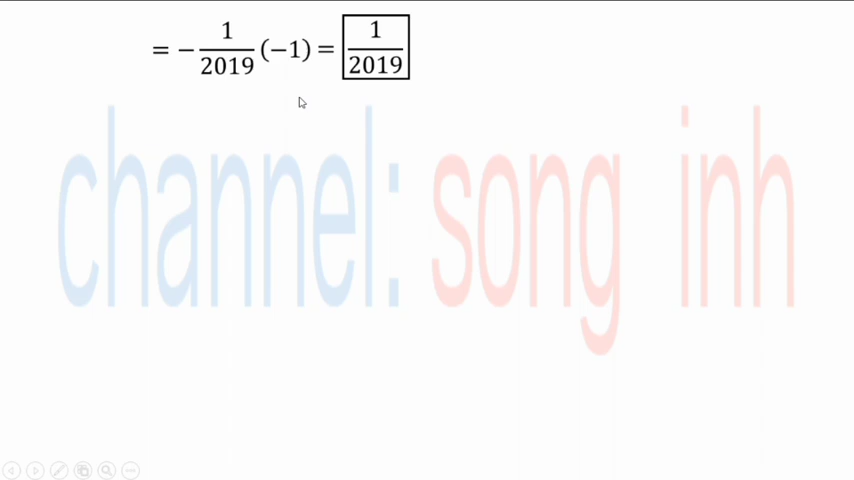 = − 1/2019 (−1) = 1/2019
channel: song inh